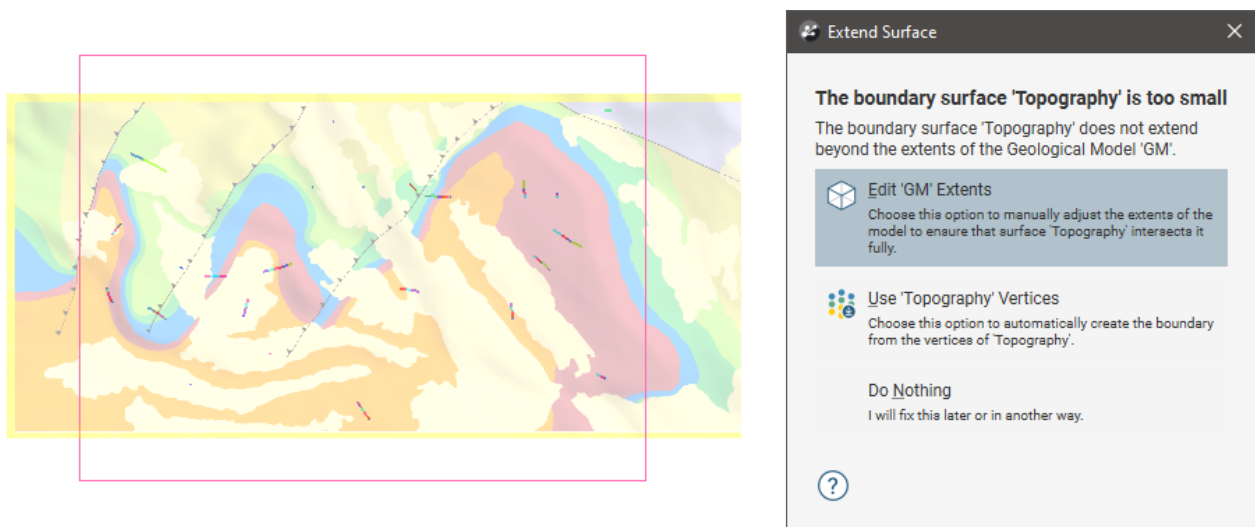 Extend Surface
The boundary surface 'Topography' is too small
The boundary surface 'Topography' does not extend
beyond the extents of the Geological Model 'GM'.
Edit 'GM' Extents
Choose this option to manually adjust the extents of the
model to ensure that surface 'Topography' intersects it
fully.
Use 'Topography' Vertices
Choose this option to automatically create the boundary
from the vertices of 'Topography'.
Do Nothing
I will fix this later or in another way.
?